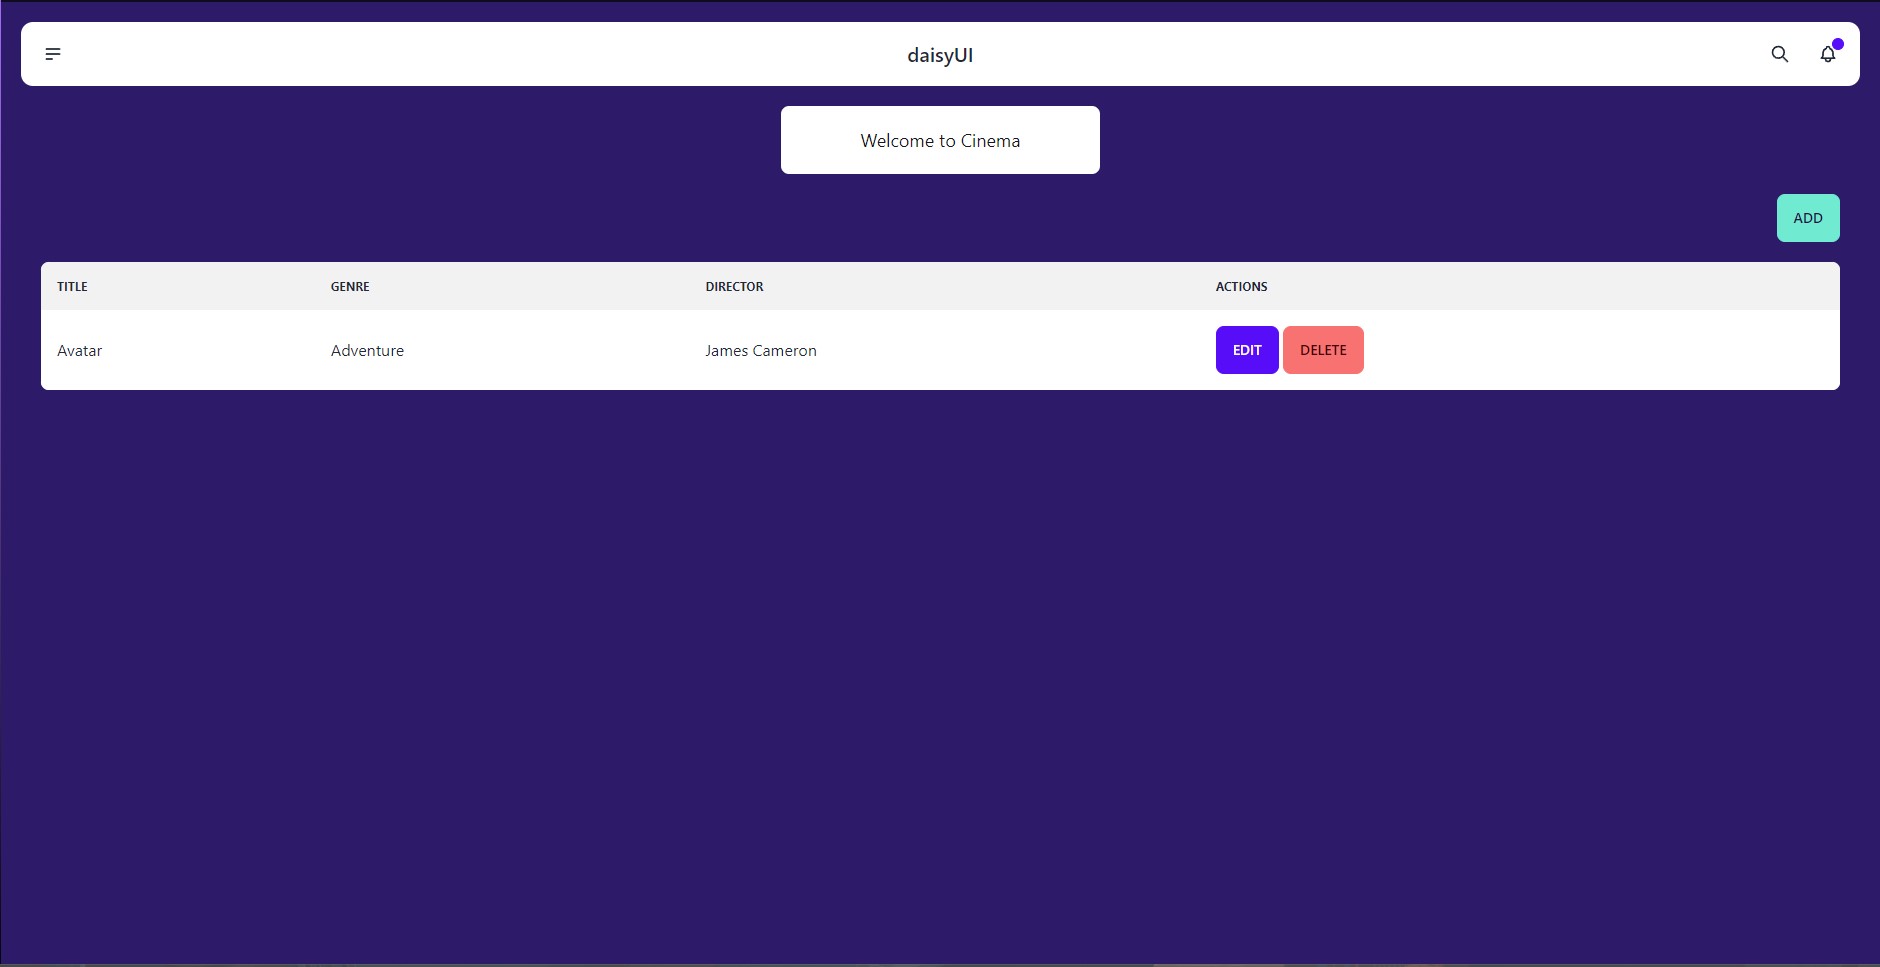 daisyUI
Welcome to Cinema
ADD
TITLE GENRE DIRECTOR ACTIONS
Avatar Adventure James Cameron EDIT DELETE